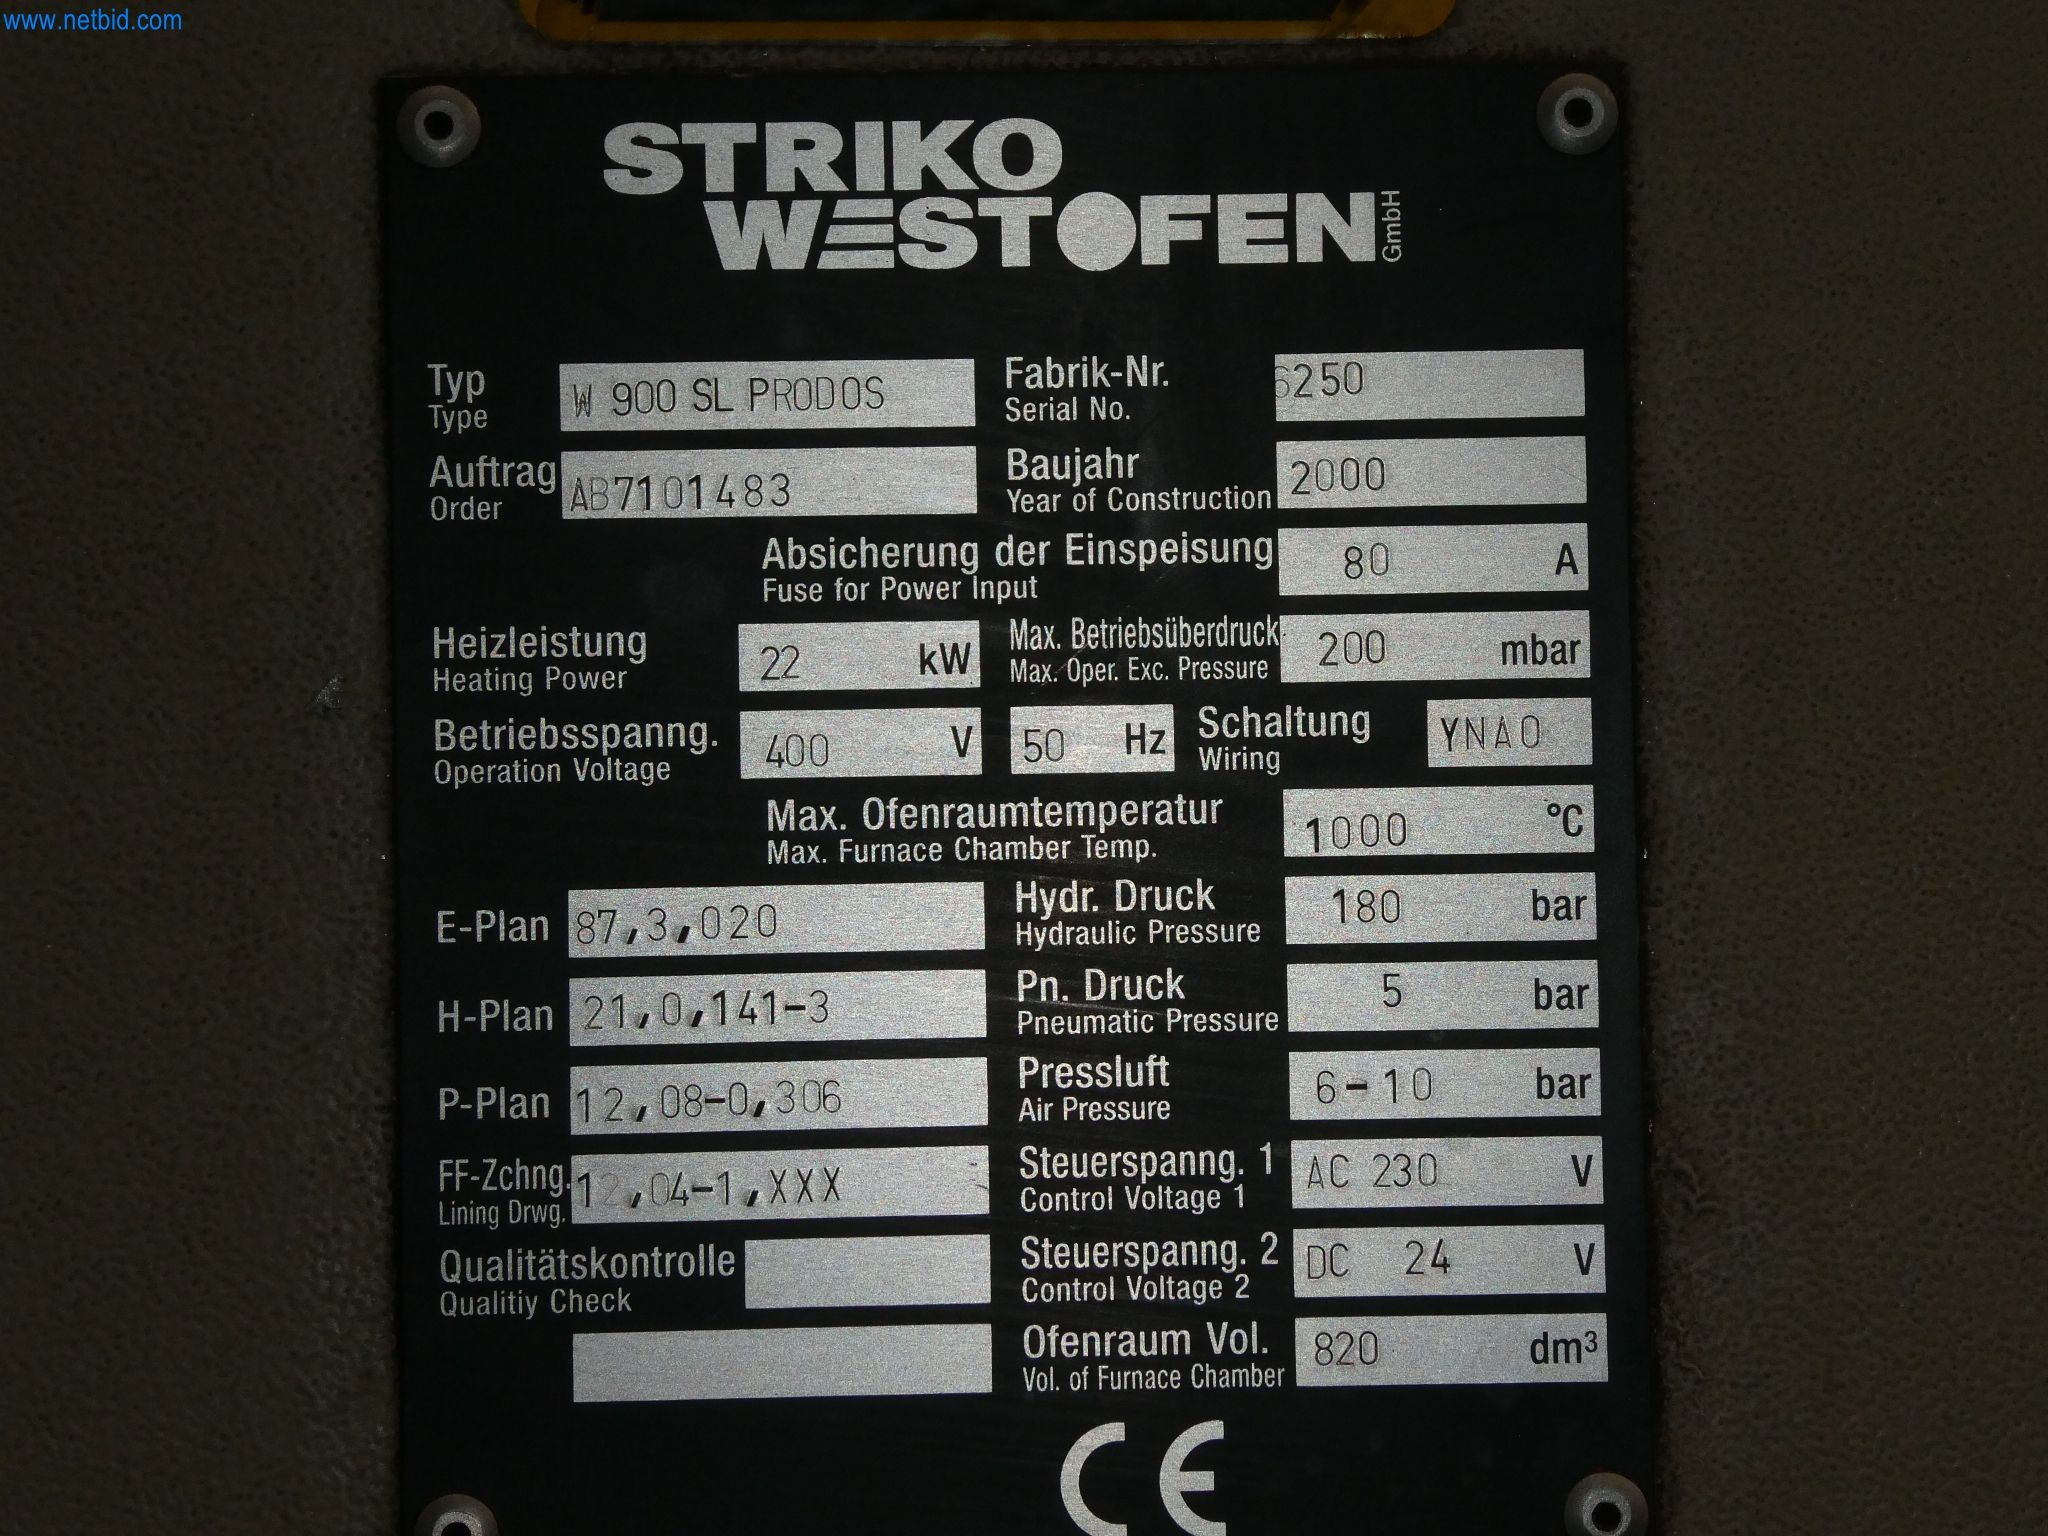 www.netbid.com
STRIKO
WESTOFEN GmbH
Typ
Type
W 900 SL PRODOS
Fabrik-Nr.
Serial No.
6250
Auftrag
Order
AB7101483
Baujahr
Year of Construction
2000
Absicherung der Einspeisung
Fuse for Power Input
80 A
Heizleistung
Heating Power
22 kW
Max. Betriebsüberdruck
Max. Oper. Exc. Pressure
200 mbar
Betriebsspanng.
Operation Voltage
400 V
50 Hz
Schaltung
Wiring
YNAO
Max. Ofenraumtemperatur
Max. Furnace Chamber Temp.
1000 °C
E-Plan
87,3,020
Hydr. Druck
Hydraulic Pressure
180 bar
H-Plan
21,0,141-3
Pn. Druck
Pneumatic Pressure
5 bar
P-Plan
12,08-0,306
Pressluft
Air Pressure
6-10 bar
FF-Zchng.
Lining Drwg.
12,04-1,XXX
Steuerspanng. 1
Control Voltage 1
AC 230 V
Qualitätskontrolle
Qualitiy Check
Steuerspanng. 2
Control Voltage 2
DC 24 V
Ofenraum Vol.
Vol. of Furnace Chamber
820 dm³
CE